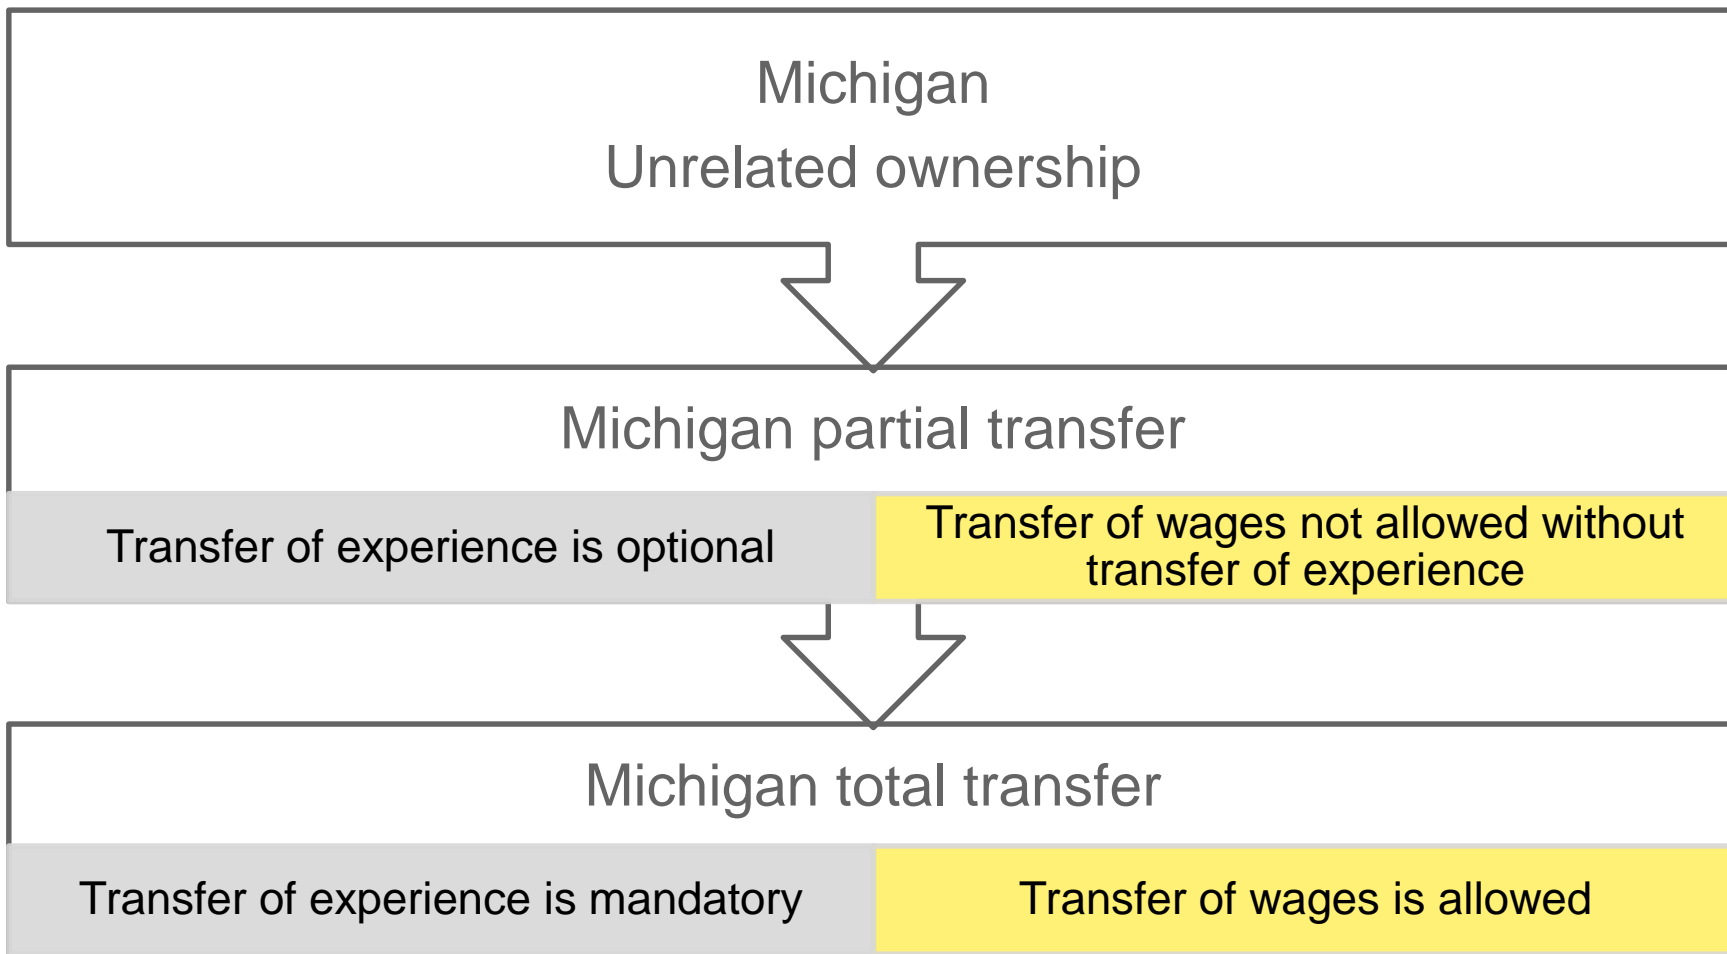 Michigan
Unrelated ownership
Michigan partial transfer
Transfer of experience is optional
Transfer of wages not allowed without
transfer of experience
Michigan total transfer
Transfer of experience is mandatory
Transfer of wages is allowed